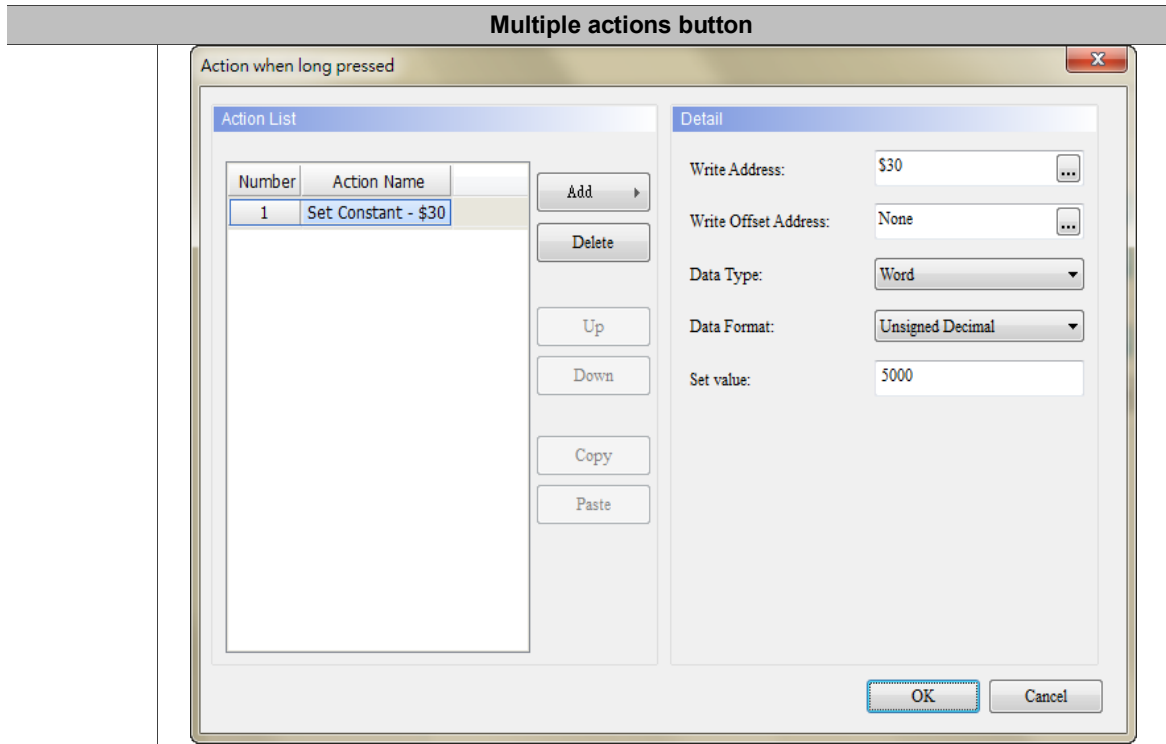 Multiple actions button
Action when long pressed
Action List
Number Action Name
1 Set Constant - $30
Add
Delete
Up
Down
Copy
Paste
Detail
Write Address: $30 ...
Write Offset Address: None ...
Data Type: Word
Data Format: Unsigned Decimal
Set value: 5000
OK Cancel